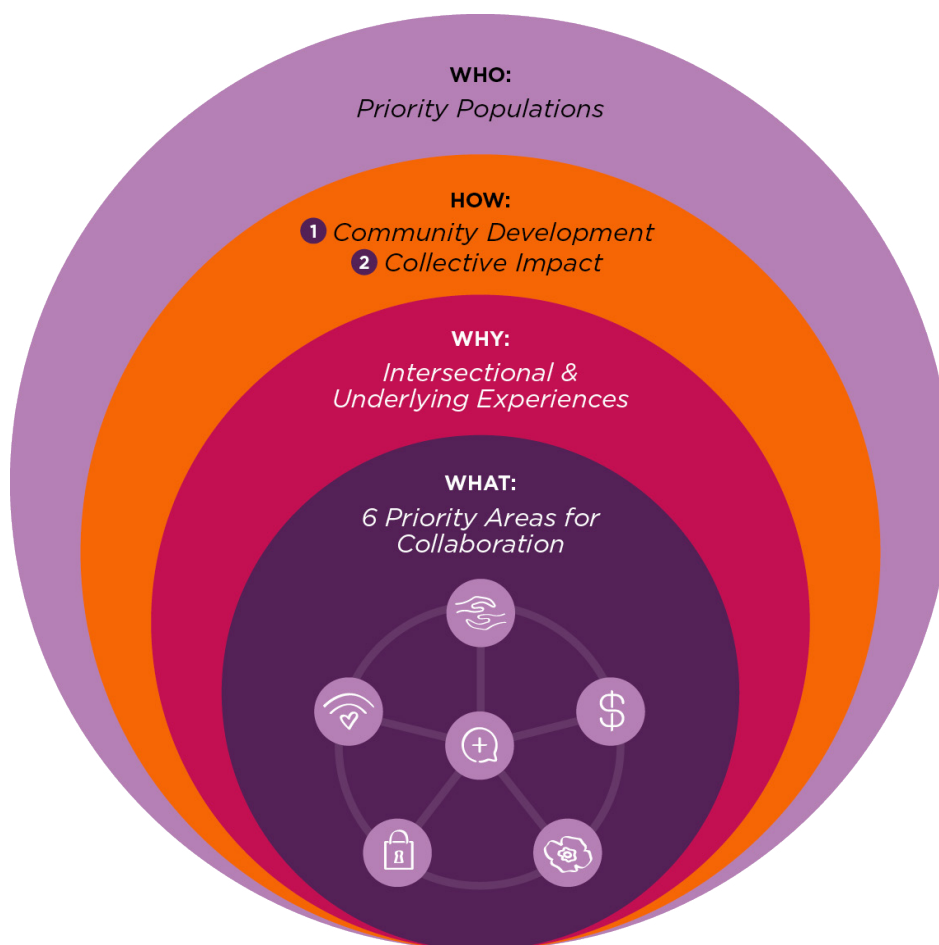 WHO:
Priority Populations
HOW:
1 Community Development
2 Collective Impact
WHY:
Intersectional &
Underlying Experiences
WHAT:
6 Priority Areas for
Collaboration
$
+
8